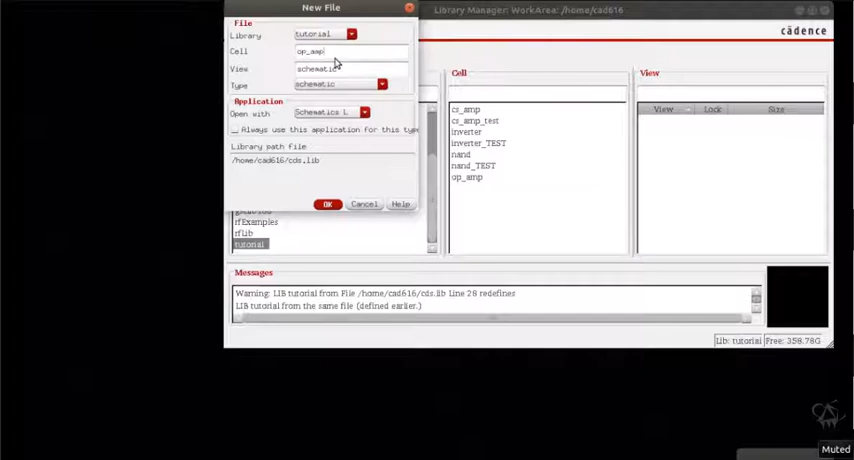 New File
Library Manager: WorkArea: /home/cad616
cādence
File
Library tutorial
Cell op_amp
View schematic
Type schematic
Application
Open with Schematics L
Always use this application for this type
Library path file
/home/cad616/cds.lib
OK Cancel Help
rfExamples
rfLib
tutorial
Cell
cs_amp
cs_amp_test
inverter
inverter_TEST
nand
nand_TEST
op_amp
View
View Lock Size
Messages
Warning: LIB tutorial from File /home/cad616/cds.lib Line 28 redefines
LIB tutorial from the same file (defined earlier.)
Lib: tutorial Free: 358.78G
Muted